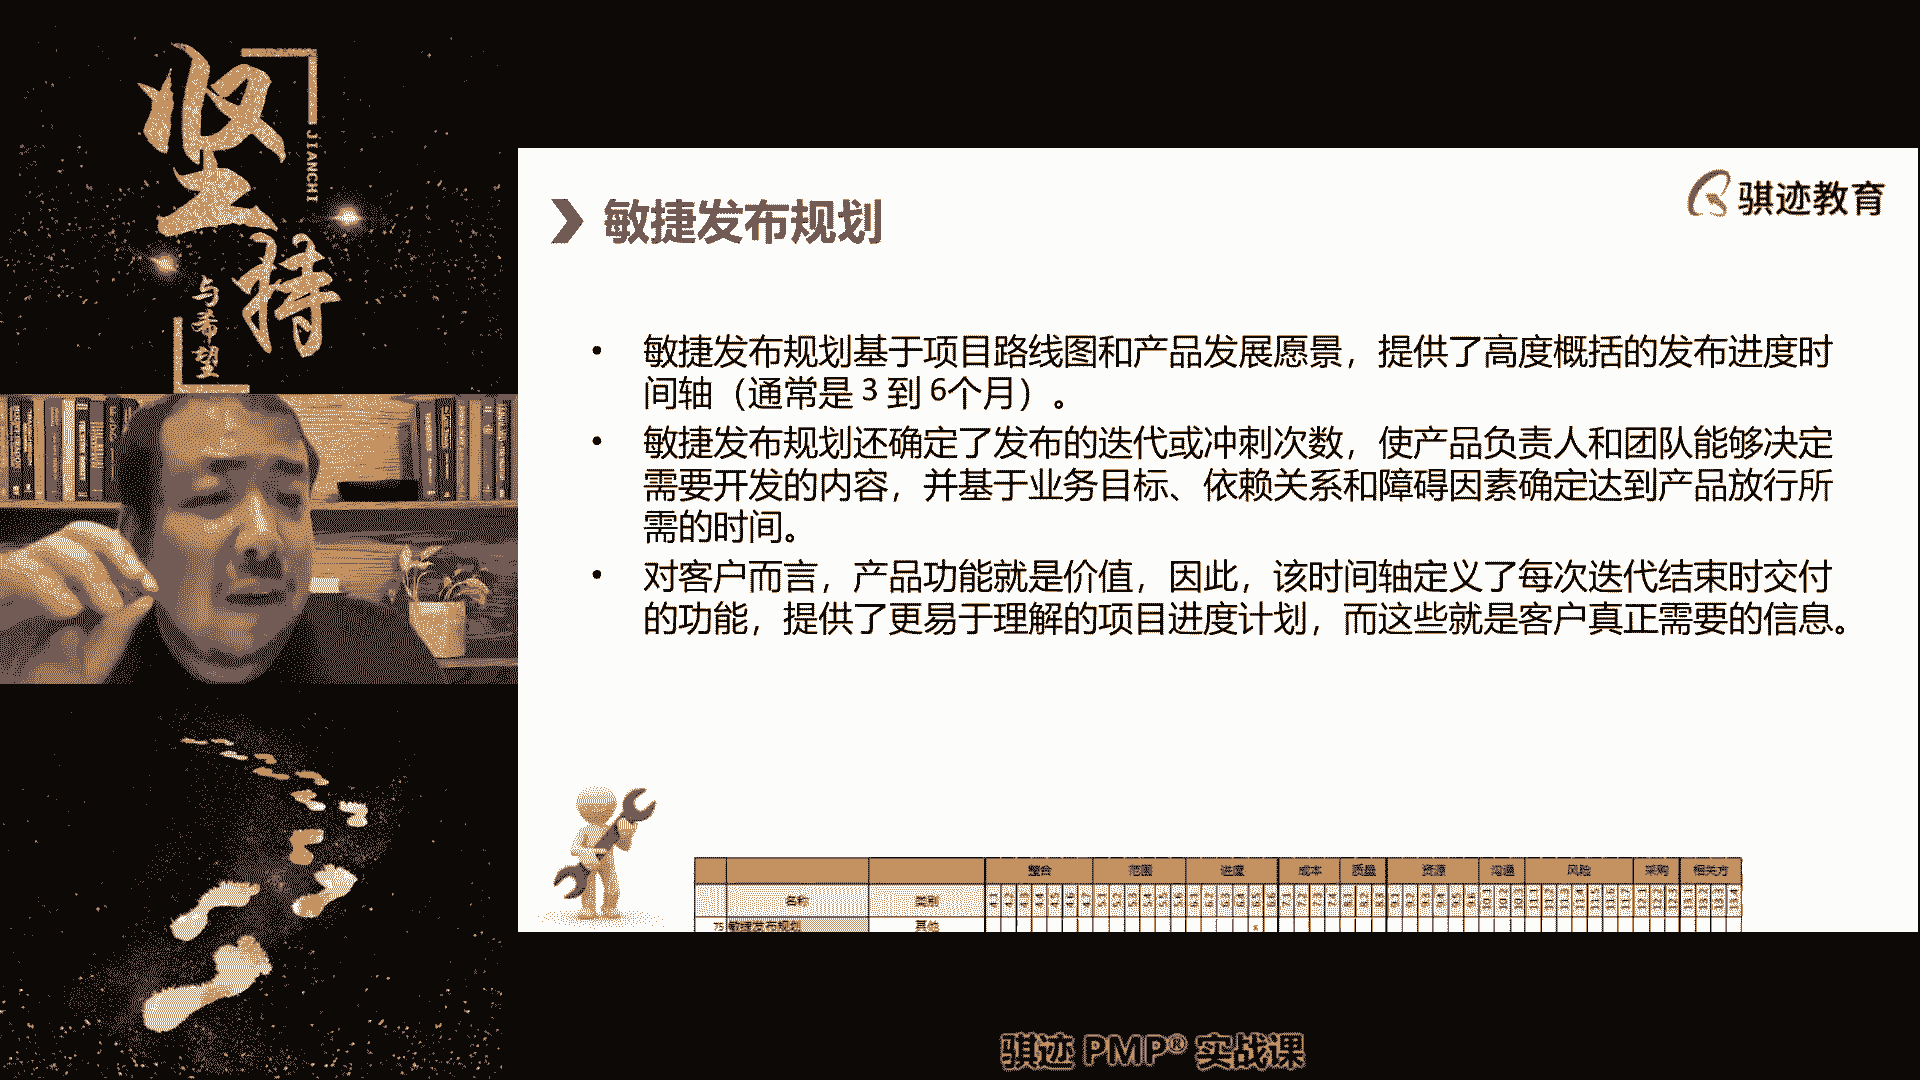 坚
持
JIANCHI
与希望
骐迹教育
敏捷发布规划
• 敏捷发布规划基于项目路线图和产品发展愿景，提供了高度概括的发布进度时
间轴（通常是 3 到 6个月）。
• 敏捷发布规划还确定了发布的迭代或冲刺次数，使产品负责人和团队能够决定
需要开发的内容，并基于业务目标、依赖关系和障碍因素确定达到产品放行所
需的时间。
• 对客户而言，产品功能就是价值，因此，该时间轴定义了每次迭代结束时交付
的功能，提供了更易于理解的项目进度计划，而这些就是客户真正需要的信息。
整合 范围 进度 成本 质量 资源 沟通 风险 采购 相关方
名称 类别
75 敏捷发布规划 其他
骐迹 PMP® 实战课